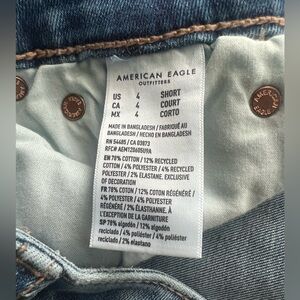 AMERICAN EAGLE
OUTFITTERS
US 4 SHORT
CA 4 COURT
MX 4 CORTO
MADE IN BANGLADESH / FABRIQUÉ AU
BANGLADESH / HECHO EN BANGLADESH
RN 54485 / CA 03873
EN 78% COTTON / 12% RECYCLED
COTTON / 4% POLYESTER / 4% RECYCLED
POLYESTER / 2% ELASTANE, EXCLUSIVE
OF DECORATION
FR 78% COTON / 12% COTON RÉGÉNÉRÉ /
4% POLYESTER / 4% POLYESTER
RÉGÉNÉRÉ / 2% ÉLASTHANNE, À
L'EXCEPTION DE LA GARNITURE
SP 78% algodón / 12% algodón
reciclado / 4% poliéster / 4% poliéster
reciclado / 2% elastano